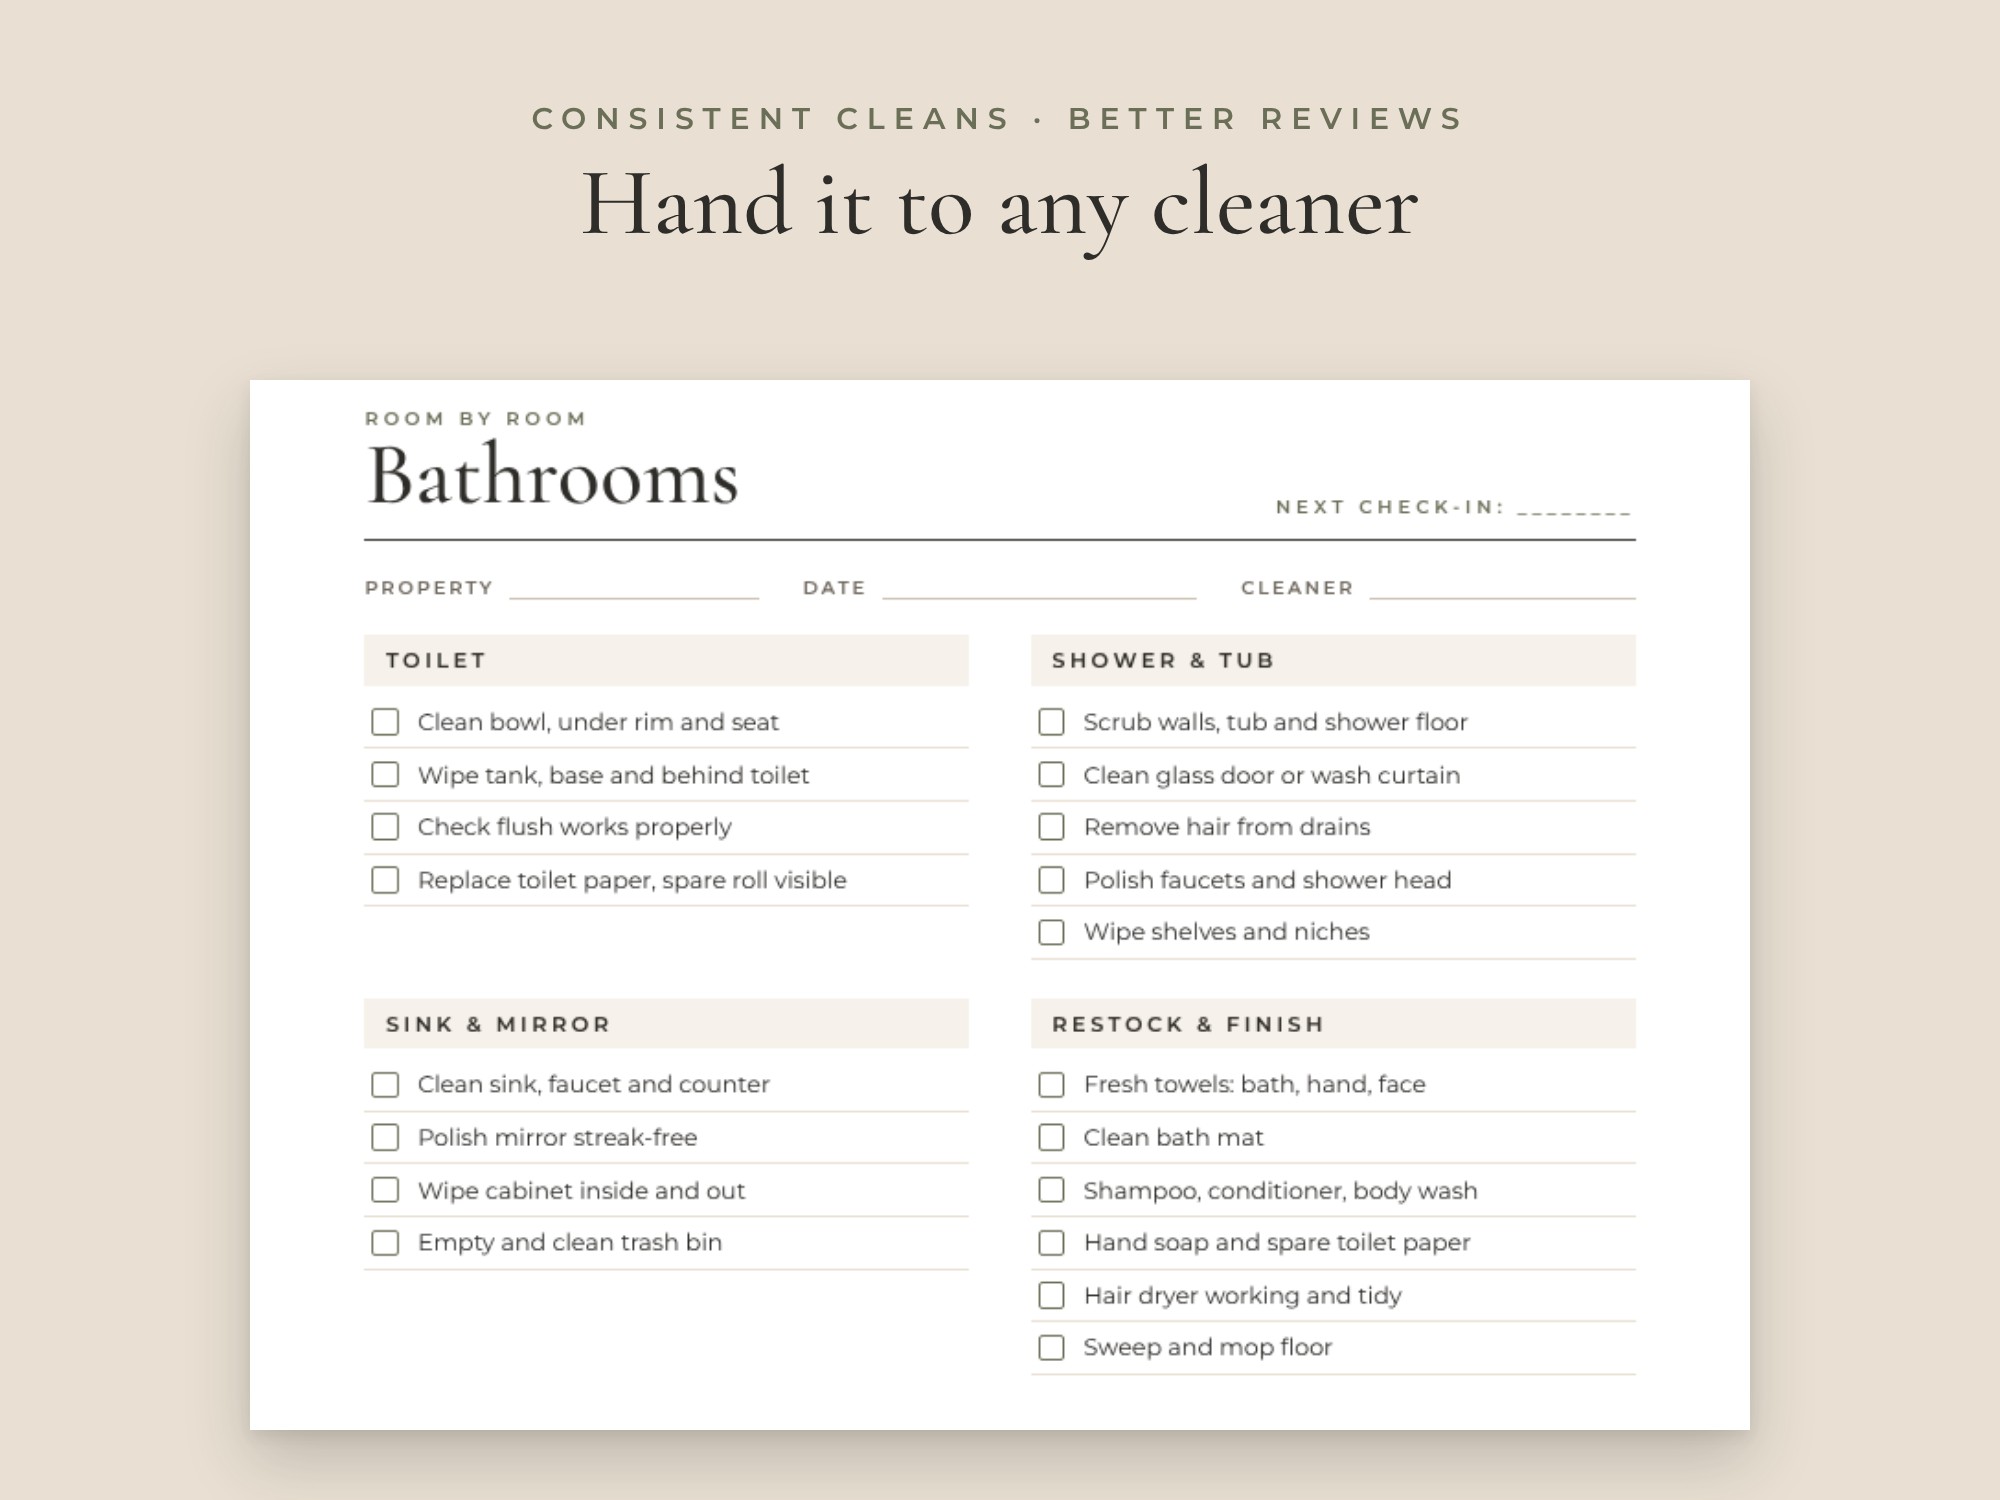 CONSISTENT CLEANS · BETTER REVIEWS
Hand it to any cleaner
ROOM BY ROOM
Bathrooms
NEXT CHECK-IN: ________
PROPERTY
DATE
CLEANER
TOILET
Clean bowl, under rim and seat
Wipe tank, base and behind toilet
Check flush works properly
Replace toilet paper, spare roll visible
SHOWER & TUB
Scrub walls, tub and shower floor
Clean glass door or wash curtain
Remove hair from drains
Polish faucets and shower head
Wipe shelves and niches
SINK & MIRROR
Clean sink, faucet and counter
Polish mirror streak-free
Wipe cabinet inside and out
Empty and clean trash bin
RESTOCK & FINISH
Fresh towels: bath, hand, face
Clean bath mat
Shampoo, conditioner, body wash
Hand soap and spare toilet paper
Hair dryer working and tidy
Sweep and mop floor